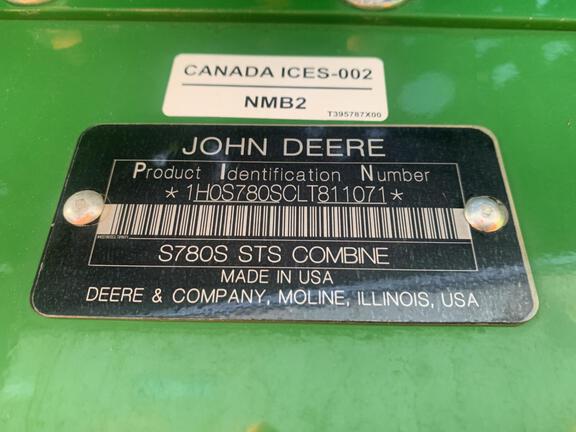 CANADA ICES-002
NMB2
T395787X00
JOHN DEERE
Product Identification Number
*1H0S780SCLT811071*
S780S STS COMBINE
MADE IN USA
DEERE & COMPANY, MOLINE, ILLINOIS, USA